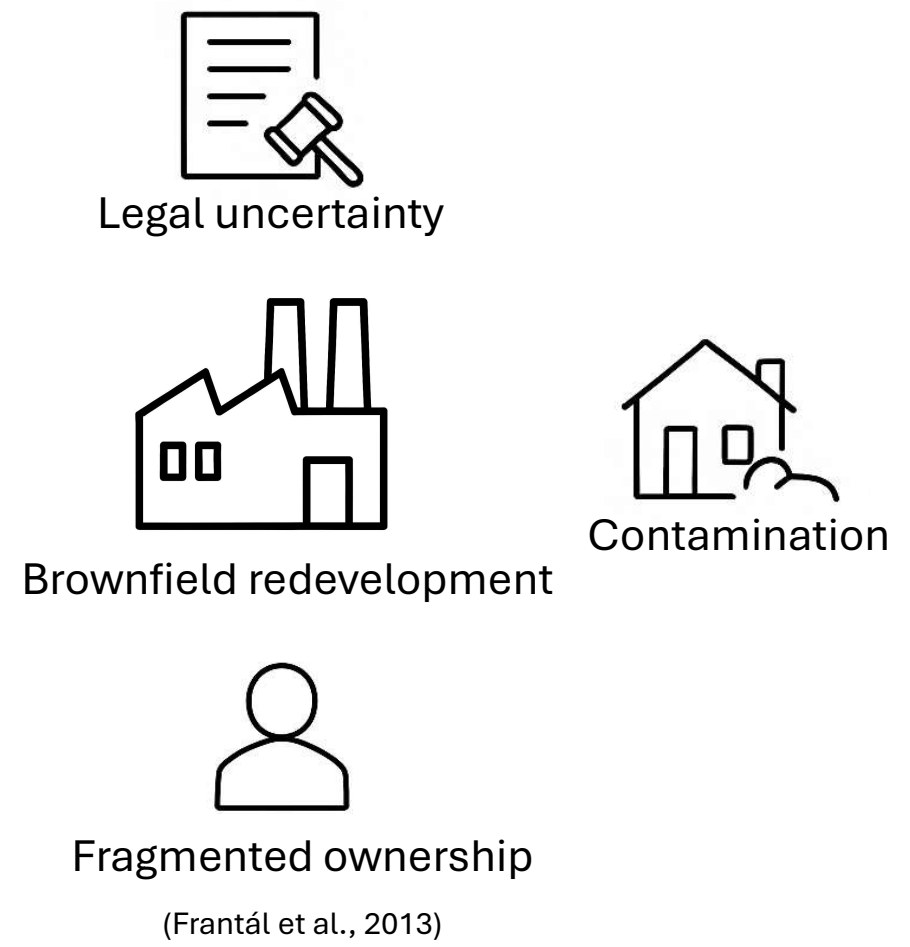 Legal uncertainty
Contamination
Brownfield redevelopment
Fragmented ownership
(Frantál et al., 2013)